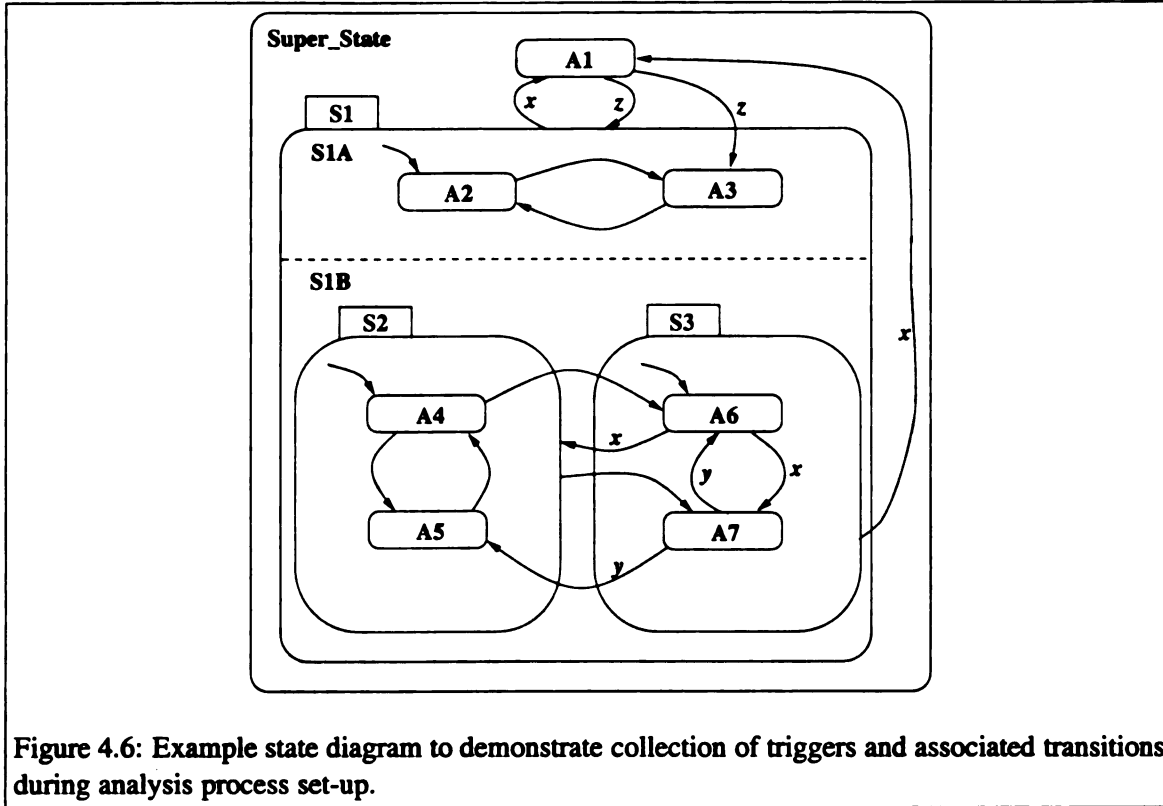 Super_State
A1
x
z
z
S1
S1A
A2
A3
S1B
S2
S3
x
A4
A6
x
y
x
A5
A7
y
Figure 4.6: Example state diagram to demonstrate collection of triggers and associated transitions
during analysis process set-up.